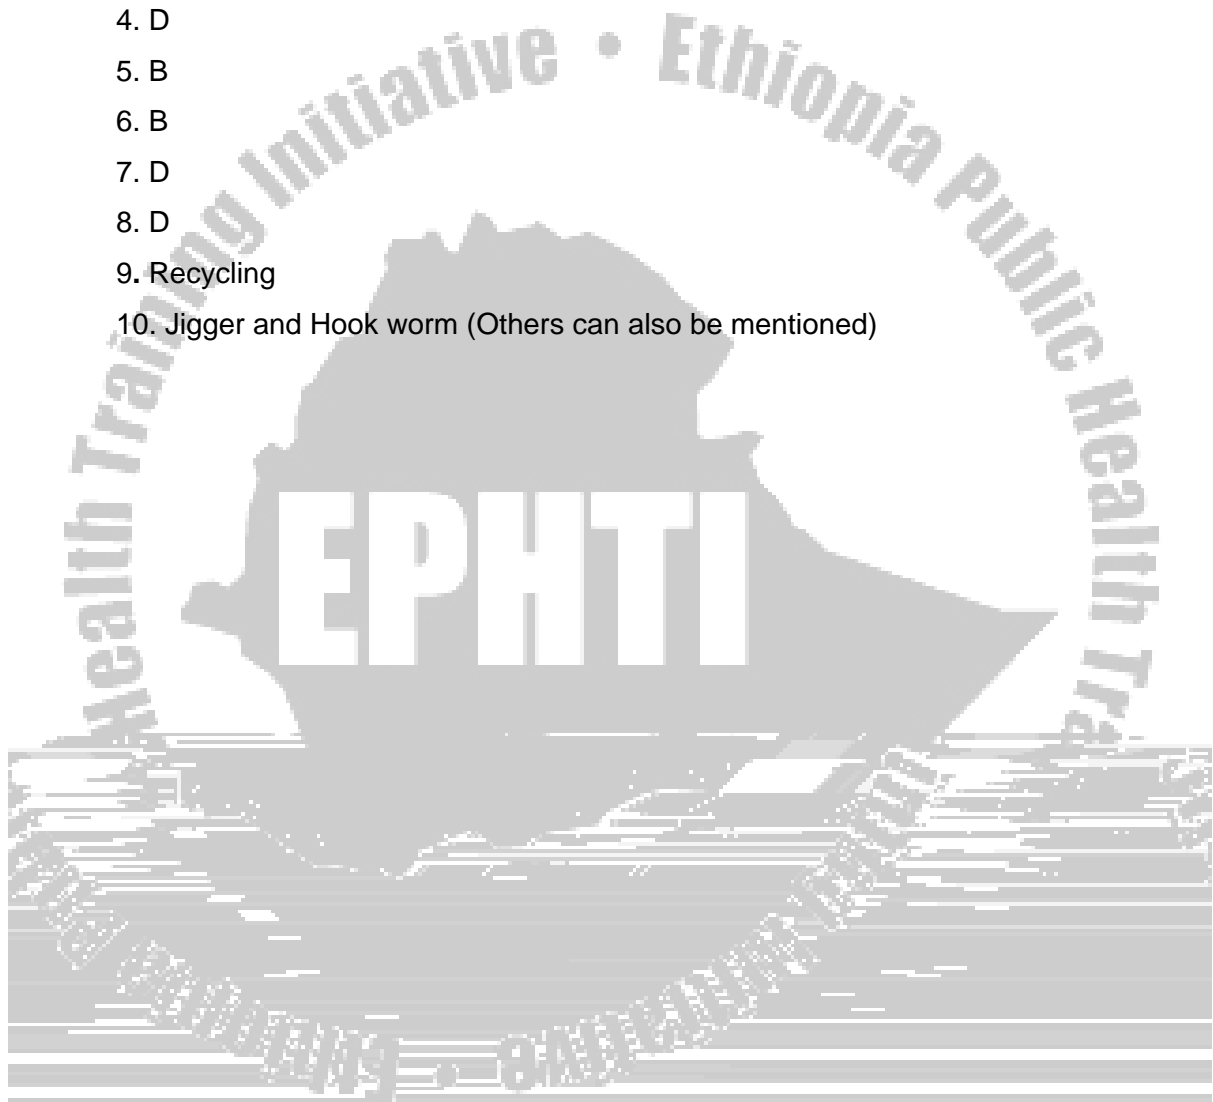 4. D
5. B
6. B
7. D
8. D
9. Recycling
10. Jigger and Hook worm (Others can also be mentioned)
Health Training Initiative • Ethiopia Public Health Tra
EPHTI